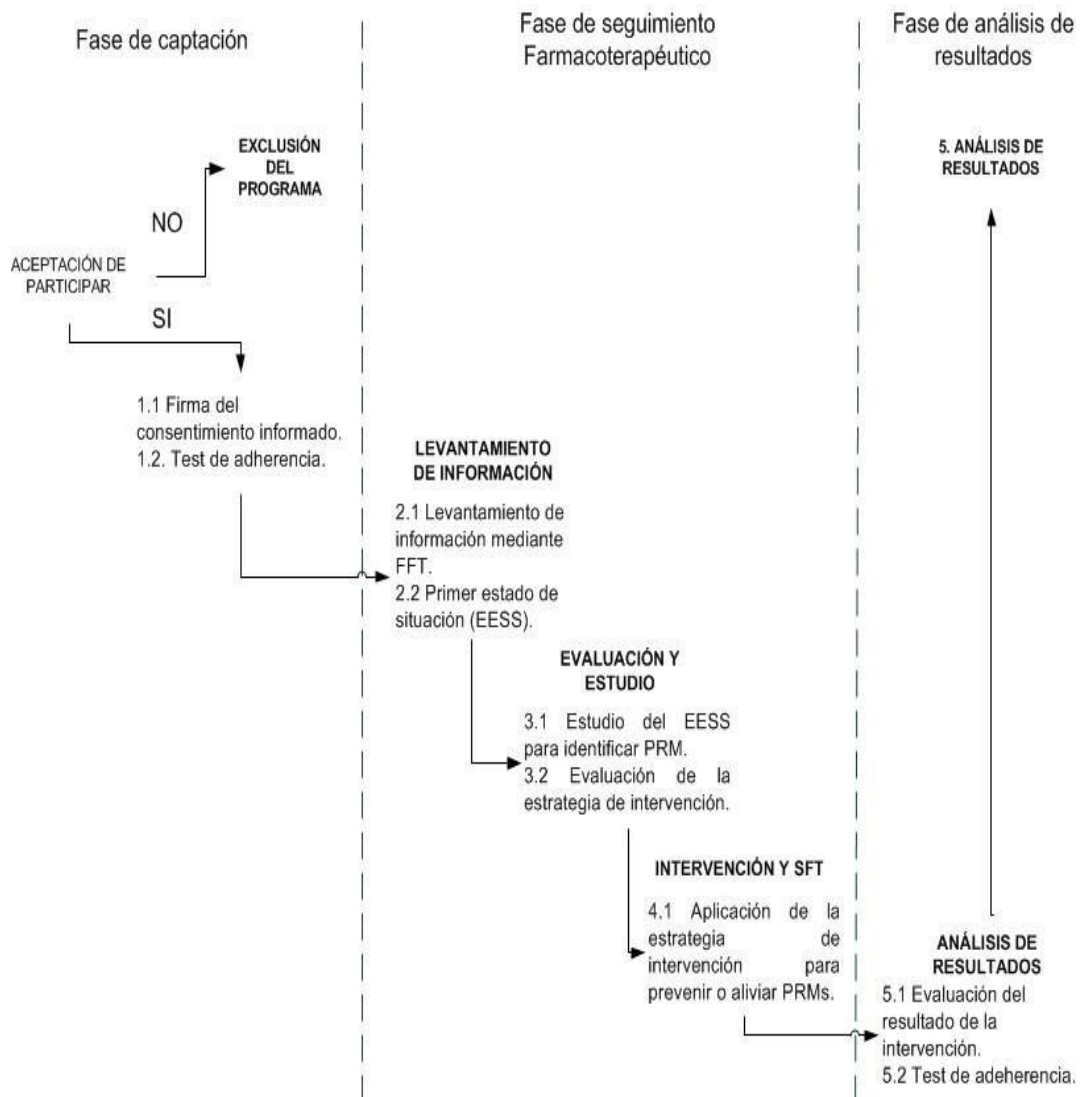 Fase de captación
Fase de seguimiento
Farmacoterapéutico
Fase de análisis de
resultados
EXCLUSIÓN
DEL
PROGRAMA
NO
ACEPTACIÓN DE
PARTICIPAR
SI
1.1 Firma del
consentimiento informado.
1.2. Test de adherencia.
LEVANTAMIENTO
DE INFORMACIÓN
2.1 Levantamiento de
información mediante
FFT.
2.2 Primer estado de
situación (EESS).
EVALUACIÓN Y
ESTUDIO
3.1 Estudio del EESS
para identificar PRM.
3.2 Evaluación de la
estrategia de intervención.
INTERVENCIÓN Y SFT
4.1 Aplicación de la
estrategia de
intervención para
prevenir o aliviar PRMs.
5. ANÁLISIS DE
RESULTADOS
ANÁLISIS DE
RESULTADOS
5.1 Evaluación del
resultado de la
intervención.
5.2 Test de adeherencia.